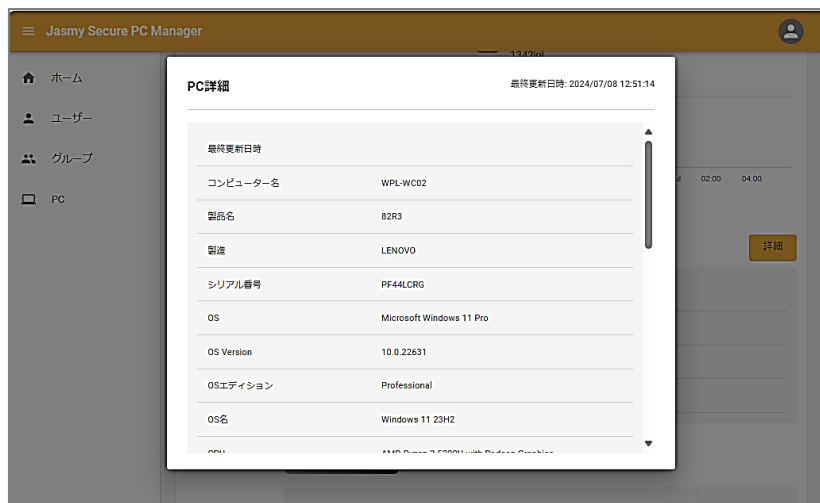 Jasmy Secure PC Manager
ホーム
ユーザー
グループ
PC
PC詳細
最終更新日時: 2024/07/08 12:51:14
最終更新日時
コンピューター名 WPL-WC02
製品名 82R3
製造 LENOVO
シリアル番号 PF44LCRG
OS Microsoft Windows 11 Pro
OS Version 10.0.22631
OSエディション Professional
OS名 Windows 11 23H2
CPU
02:00 04:00
詳細